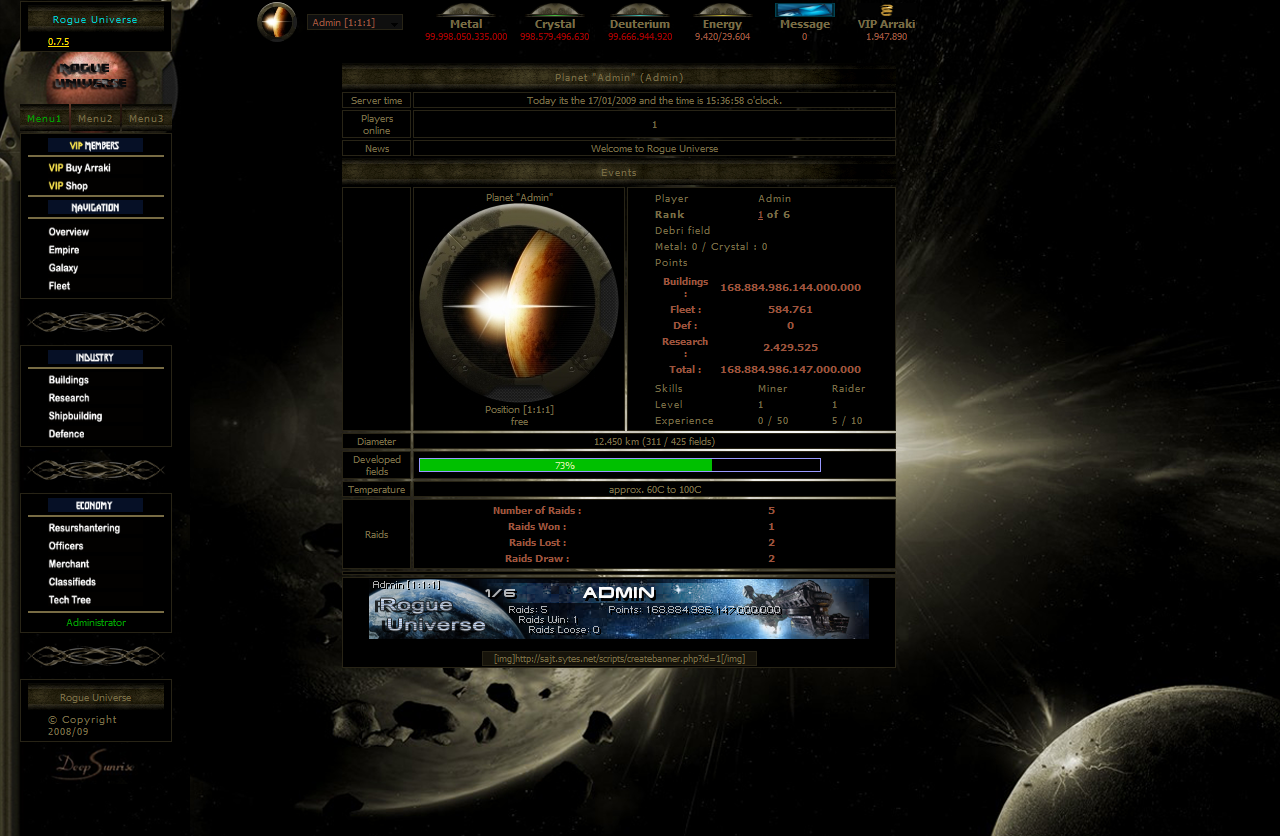 Rogue Universe
0.7.5
ROGUE
UNIVERSE
Menu1 Menu2 Menu3
VIP MEMBERS
VIP Buy Arraki
VIP Shop
NAVIGATION
Overview
Empire
Galaxy
Fleet
INDUSTRY
Buildings
Research
Shipbuilding
Defence
ECONOMY
Resurshantering
Officers
Merchant
Classifieds
Tech Tree
Administrator
Rogue Universe
© Copyright
2008/09
DeepSunrise
Admin [1:1:1]
Metal Crystal Deuterium Energy Message VIP Arraki
99.998.050.335.000 998.579.496.630 99.666.944.920 9.420/29.604 0 1.947.890
Planet "Admin" (Admin)
Server time Today its the 17/01/2009 and the time is 15:36:58 o'clock.
Players online 1
News Welcome to Rogue Universe
Events
Planet "Admin"
Position [1:1:1]
free
Player Admin
Rank 1 of 6
Debri field
Metal: 0 / Crystal : 0
Points
Buildings : 168.884.986.144.000.000
Fleet : 584.761
Def : 0
Research : 2.429.525
Total : 168.884.986.147.000.000
Skills Miner Raider
Level 1 1
Experience 0 / 50 5 / 10
Diameter 12.450 km (311 / 425 fields)
Developed fields 73%
Temperature approx. 60C to 100C
Raids
Number of Raids : 5
Raids Won : 1
Raids Lost : 2
Raids Draw : 2
Admin [1:1:1]
1/6 ADMIN
Rogue Universe
Raids: 5 Points: 168.884.986.147.000.000
Raids Win: 1
Raids Loose: 0
[img]http://sajt.sytes.net/scripts/createbanner.php?id=1[/img]